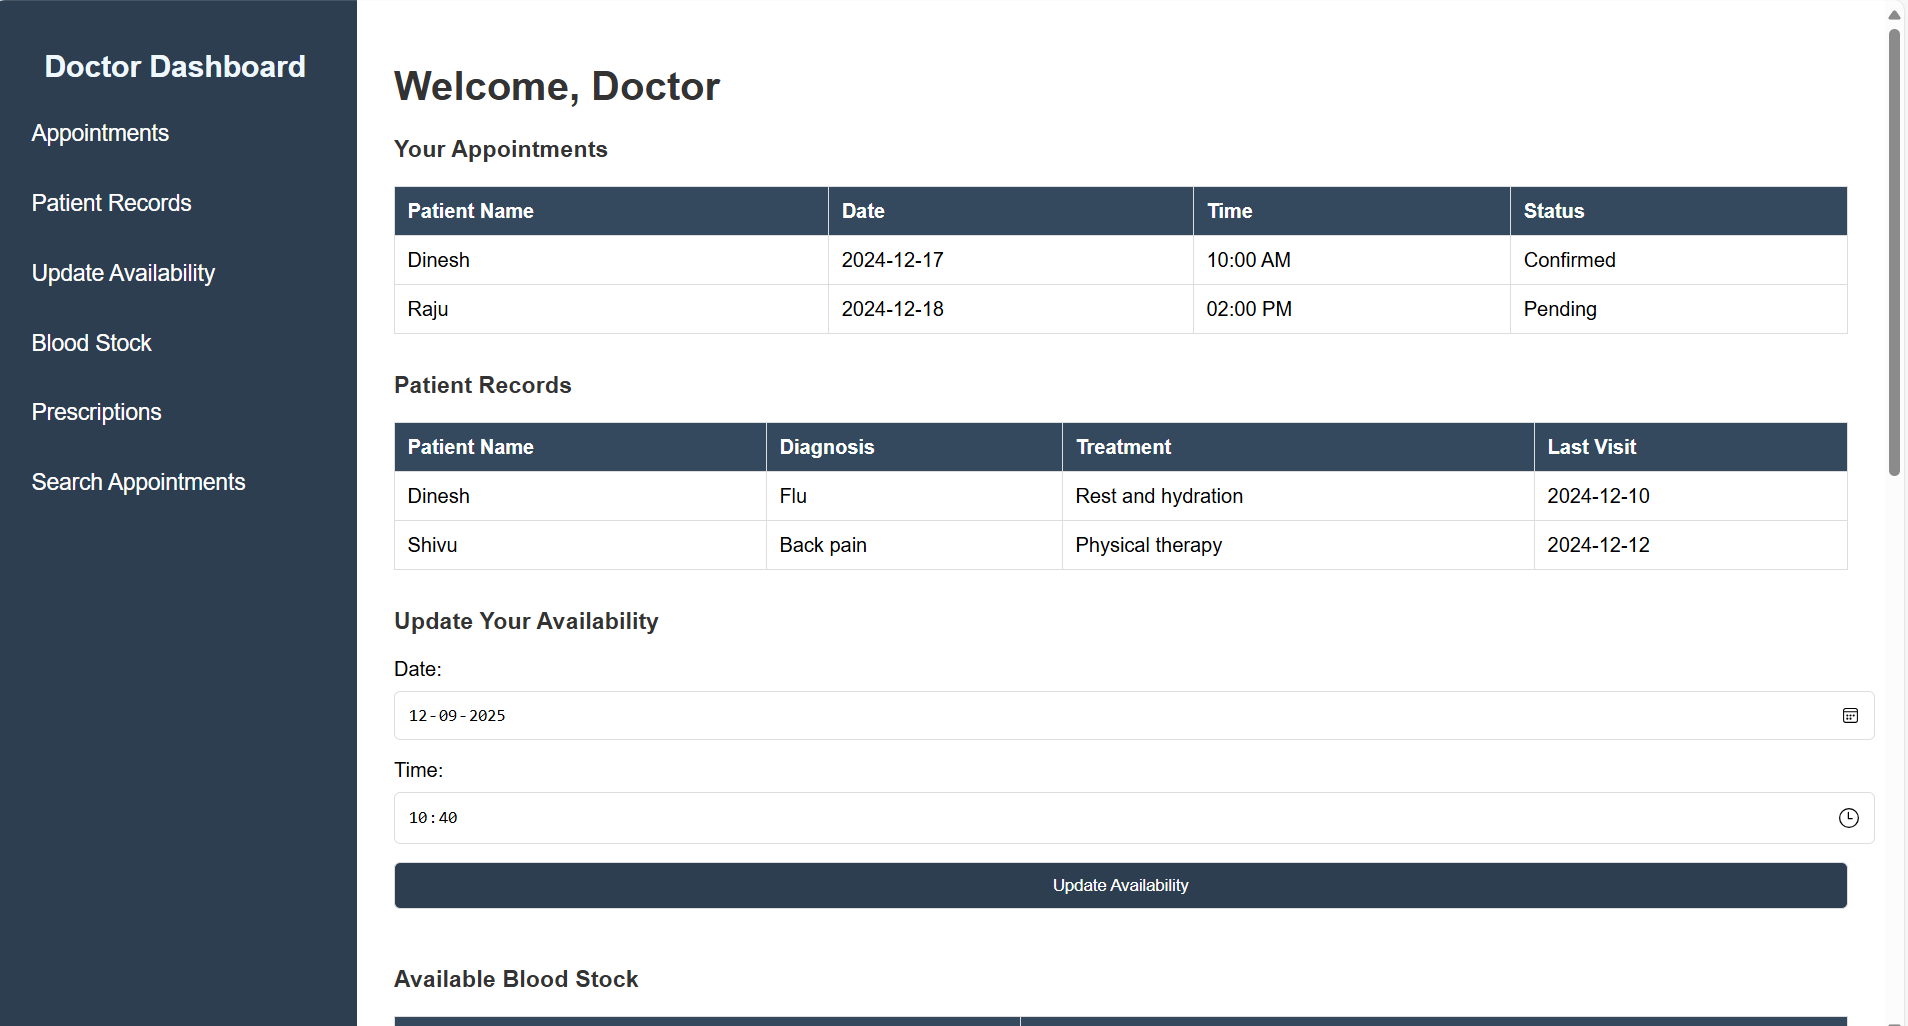 Doctor Dashboard
Appointments
Patient Records
Update Availability
Blood Stock
Prescriptions
Search Appointments
Welcome, Doctor
Your Appointments
Patient Name Date Time Status
Dinesh 2024-12-17 10:00 AM Confirmed
Raju 2024-12-18 02:00 PM Pending
Patient Records
Patient Name Diagnosis Treatment Last Visit
Dinesh Flu Rest and hydration 2024-12-10
Shivu Back pain Physical therapy 2024-12-12
Update Your Availability
Date:
12-09-2025
Time:
10:40
Update Availability
Available Blood Stock